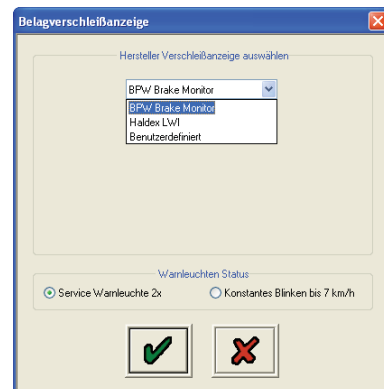 Belagverschleißanzeige
Hersteller Verschleißanzeige auswählen
BPW Brake Monitor
BPW Brake Monitor
Haldex LWI
Benutzerdefiniert
Warnleuchten Status
Service Warnleuchte 2x Konstantes Blinken bis 7 km/h